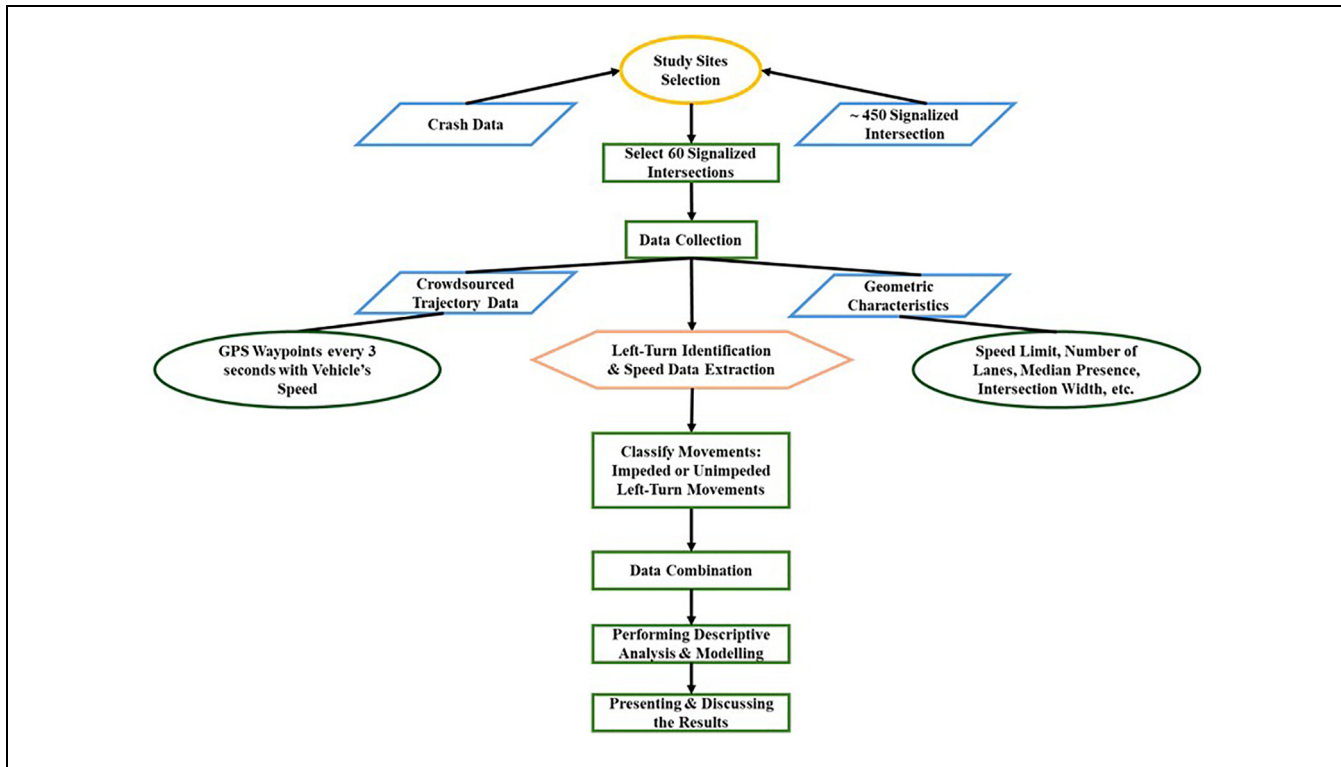 Study Sites
Selection
Crash Data
~ 450 Signalized
Intersection
Select 60 Signalized
Intersections
Data Collection
Crowdsourced
Trajectory Data
Geometric
Characteristics
GPS Waypoints every 3
seconds with Vehicle's
Speed
Left-Turn Identification
& Speed Data Extraction
Speed Limit, Number of
Lanes, Median Presence,
Intersection Width, etc.
Classify Movements:
Impeded or Unimpeded
Left-Turn Movements
Data Combination
Performing Descriptive
Analysis & Modelling
Presenting & Discussing
the Results